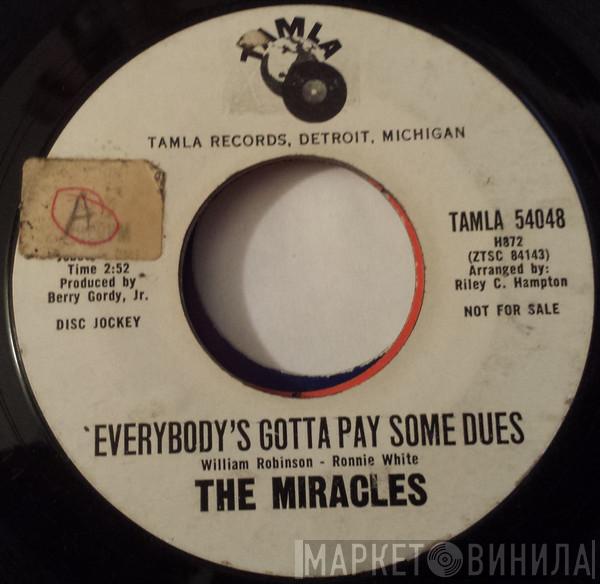 TAMLA
TAMLA RECORDS, DETROIT, MICHIGAN
A
Time 2:52
Produced by
Berry Gordy, Jr.
DISC JOCKEY
TAMLA 54048
H872
(ZTSC 84143)
Arranged by:
Riley C. Hampton
NOT FOR SALE
EVERYBODY'S GOTTA PAY SOME DUES
William Robinson - Ronnie White
THE MIRACLES
МАРКЕТ ВИНИЛА